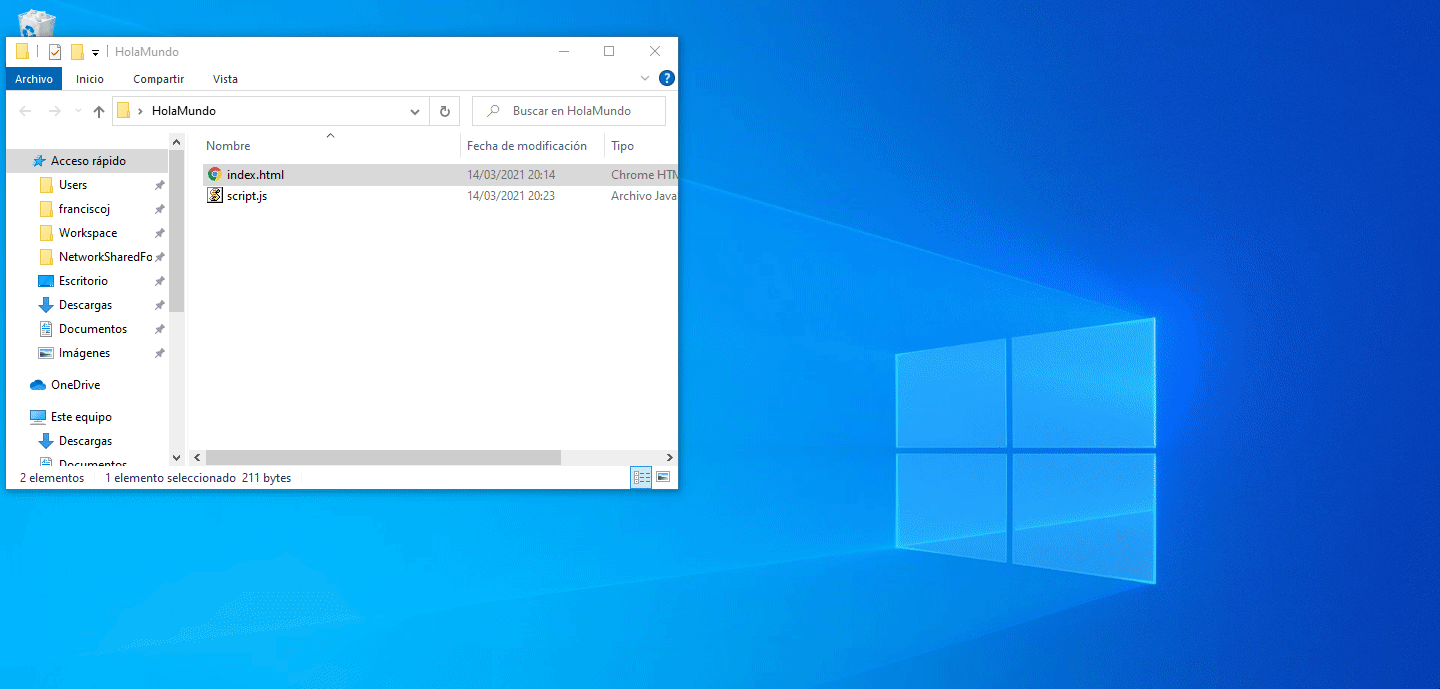 HolaMundo
Archivo Inicio Compartir Vista
HolaMundo Buscar en HolaMundo
Nombre Fecha de modificación Tipo
Acceso rápido
index.html 14/03/2021 20:14 Chrome HTM
Users
script.js 14/03/2021 20:23 Archivo Java
franciscoj
Workspace
NetworkSharedFo
Escritorio
Descargas
Documentos
Imágenes
OneDrive
Este equipo
Descargas
Documentos
2 elementos 1 elemento seleccionado 211 bytes